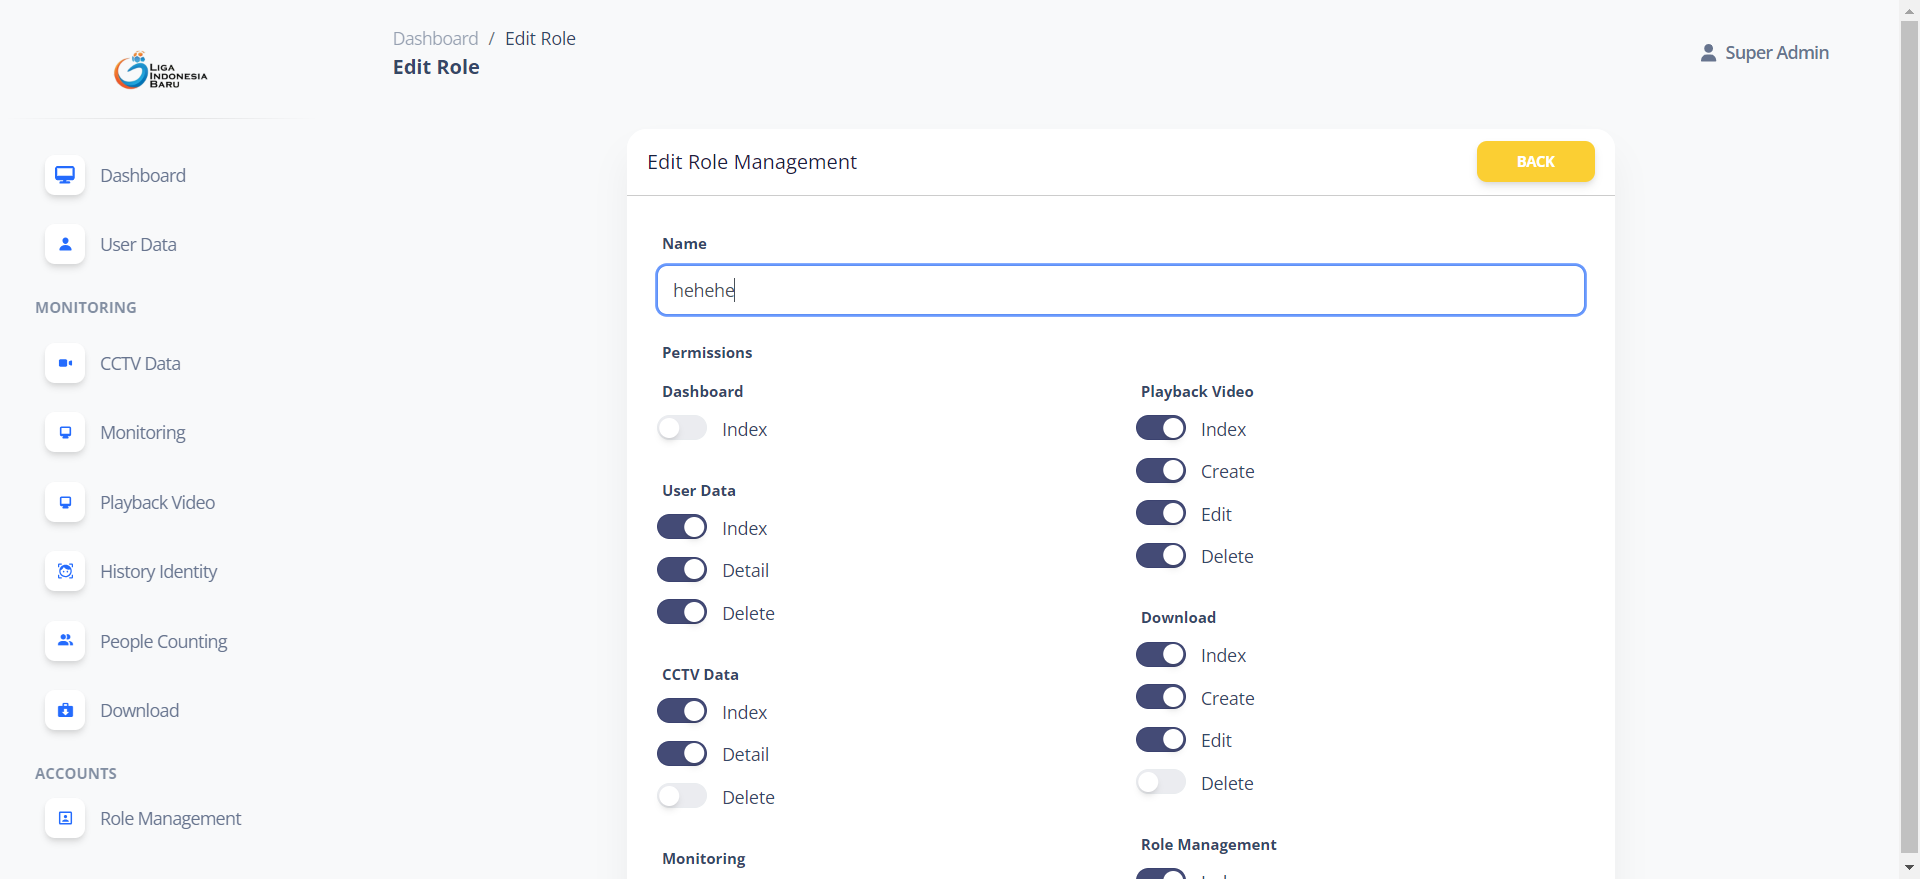 LIGA
INDONESIA
BARU
Dashboard
User Data
MONITORING
CCTV Data
Monitoring
Playback Video
History Identity
People Counting
Download
ACCOUNTS
Role Management
Dashboard / Edit Role
Edit Role
Super Admin
Edit Role Management
BACK
Name
hehehe
Permissions
Dashboard
Index
User Data
Index
Detail
Delete
CCTV Data
Index
Detail
Delete
Monitoring
Playback Video
Index
Create
Edit
Delete
Download
Index
Create
Edit
Delete
Role Management